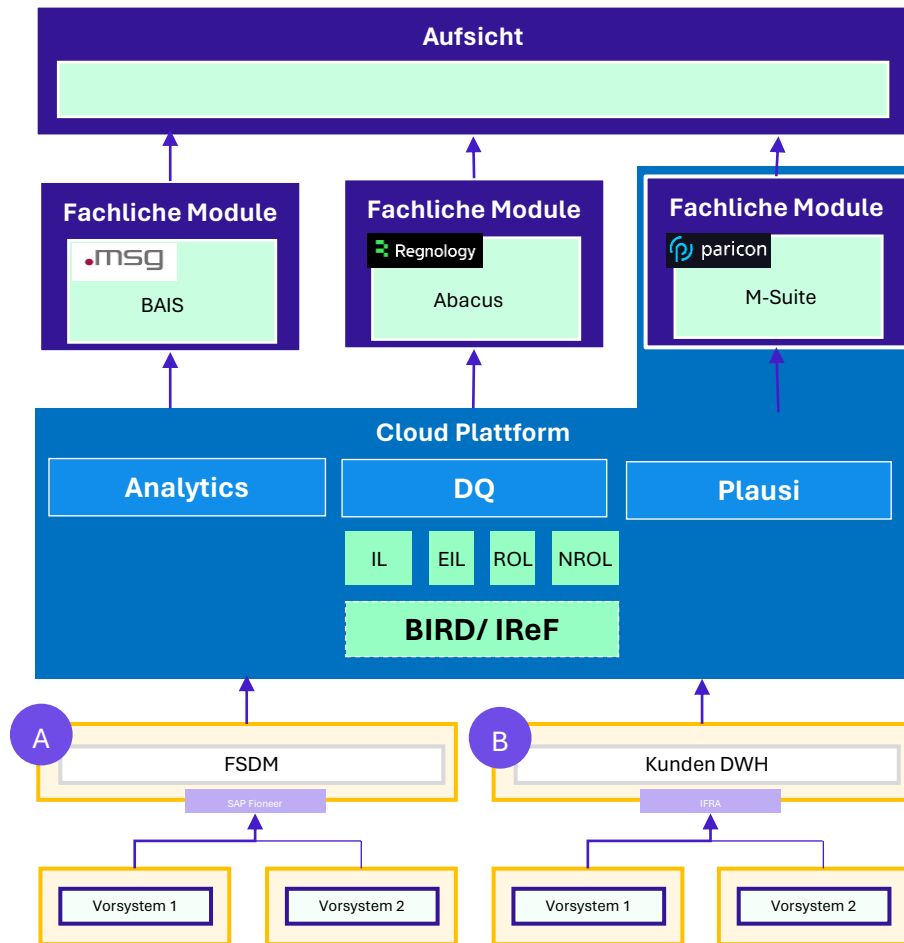 Aufsicht
Fachliche Module
.msg
BAIS
Fachliche Module
Regnology
Abacus
Fachliche Module
paricon
M-Suite
Cloud Plattform
Analytics
DQ
Plausi
IL
EIL
ROL
NROL
BIRD/ IReF
A
FSDM
SAP Fioneer
B
Kunden DWH
IFRA
Vorsystem 1
Vorsystem 2
Vorsystem 1
Vorsystem 2